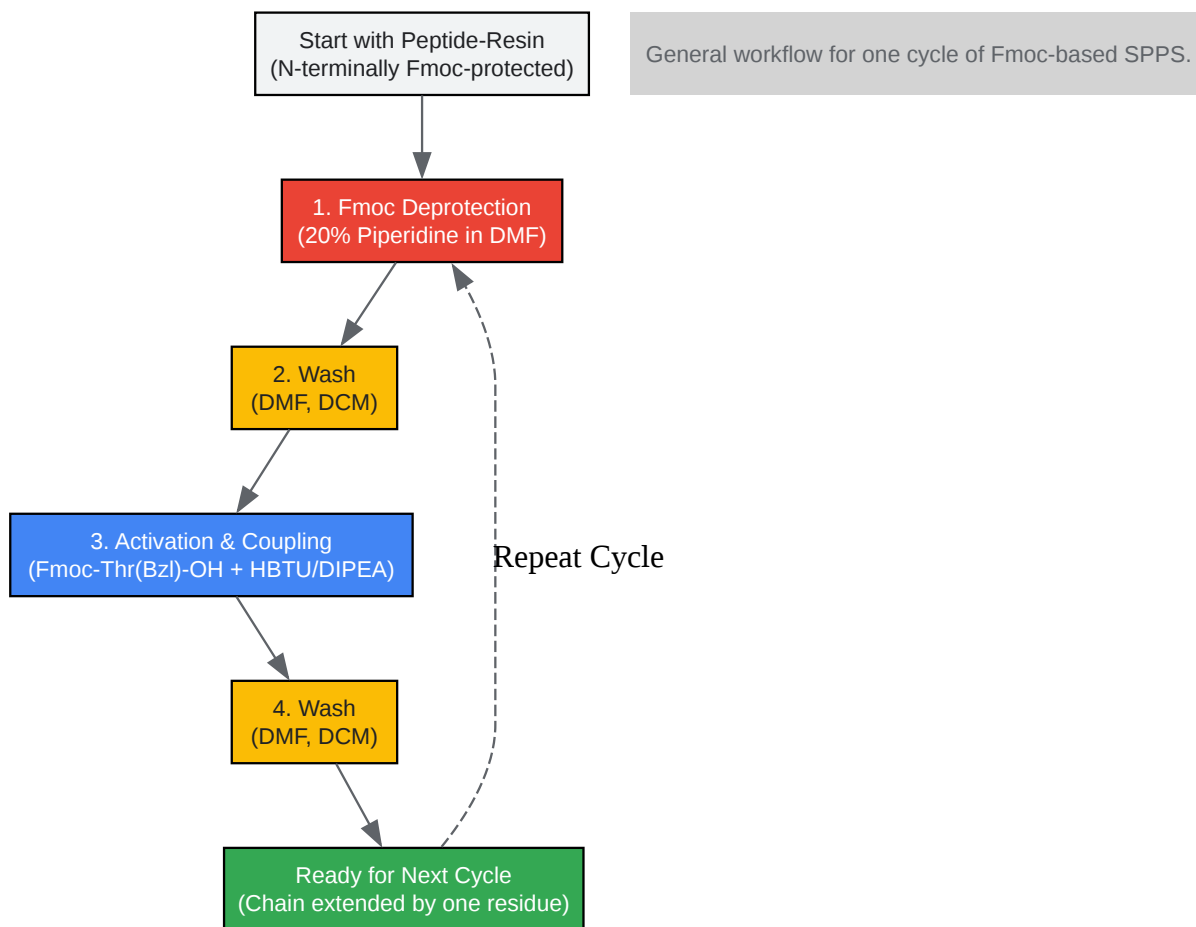 Start with Peptide-Resin
(N-terminally Fmoc-protected)
General workflow for one cycle of Fmoc-based SPPS.
1. Fmoc Deprotection
(20% Piperidine in DMF)
2. Wash
(DMF, DCM)
3. Activation & Coupling
(Fmoc-Thr(Bzl)-OH + HBTU/DIPEA)
Repeat Cycle
4. Wash
(DMF, DCM)
Ready for Next Cycle
(Chain extended by one residue)